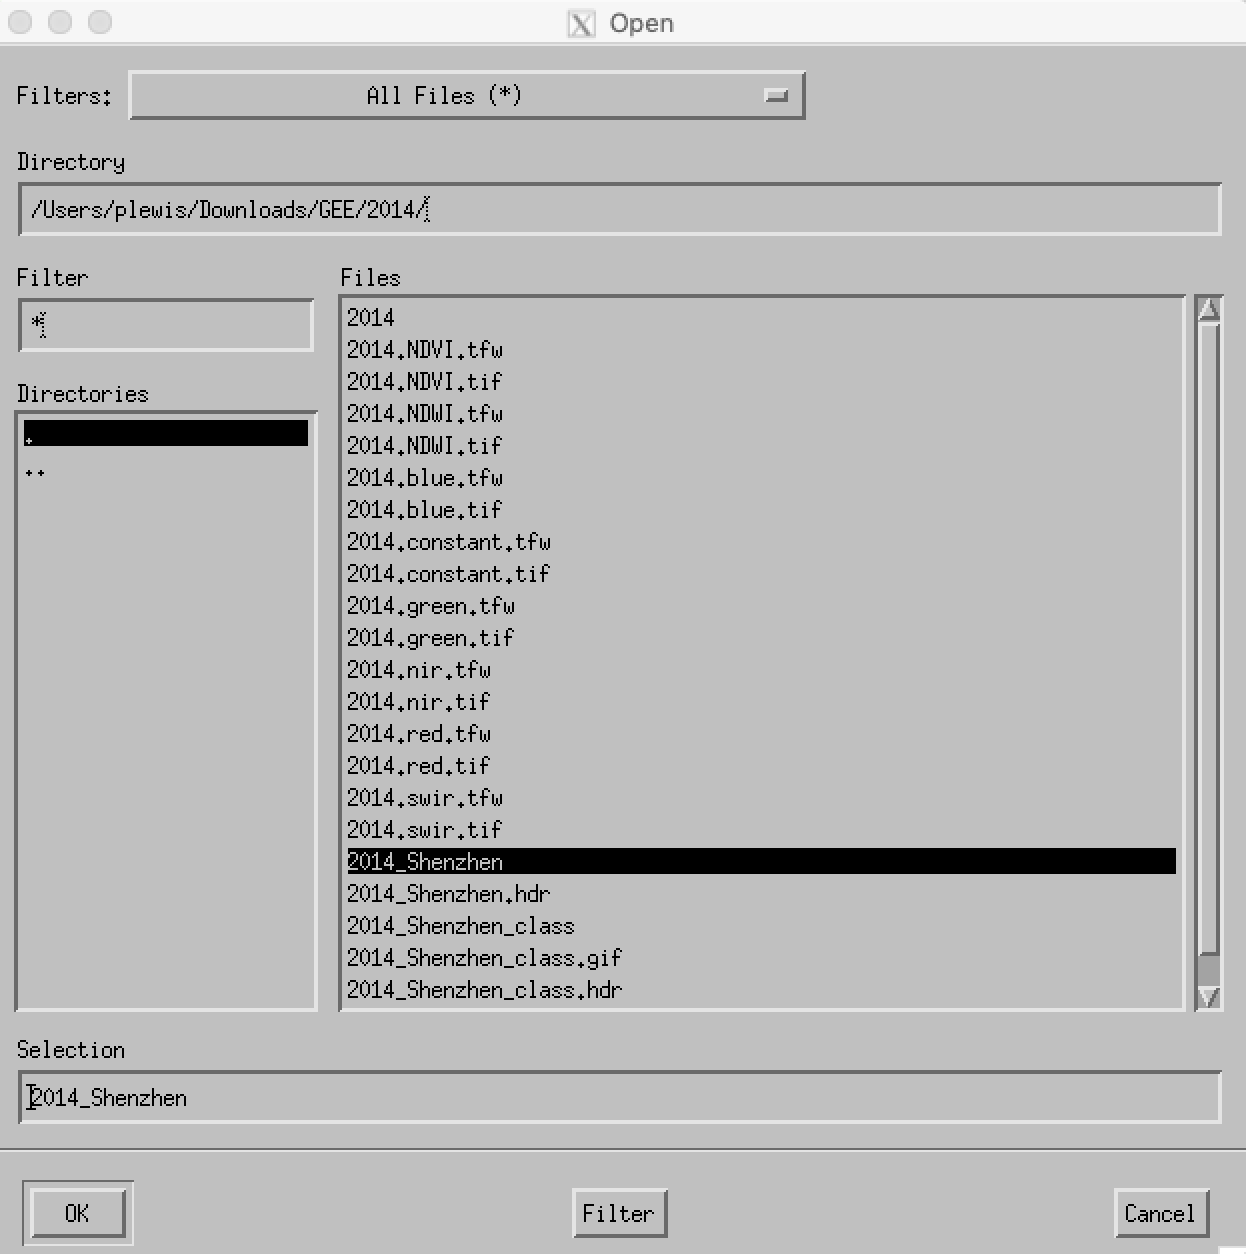 Open
Filters: All Files (*)
Directory
/Users/plewis/Downloads/GEE/2014/
Filter
*
Directories
.
..
Files
2014
2014.NDVI.tfw
2014.NDVI.tif
2014.NDWI.tfw
2014.NDWI.tif
2014.blue.tfw
2014.blue.tif
2014.constant.tfw
2014.constant.tif
2014.green.tfw
2014.green.tif
2014.nir.tfw
2014.nir.tif
2014.red.tfw
2014.red.tif
2014.swir.tfw
2014.swir.tif
2014_Shenzhen
2014_Shenzhen.hdr
2014_Shenzhen_class
2014_Shenzhen_class.gif
2014_Shenzhen_class.hdr
Selection
2014_Shenzhen
OK Filter Cancel